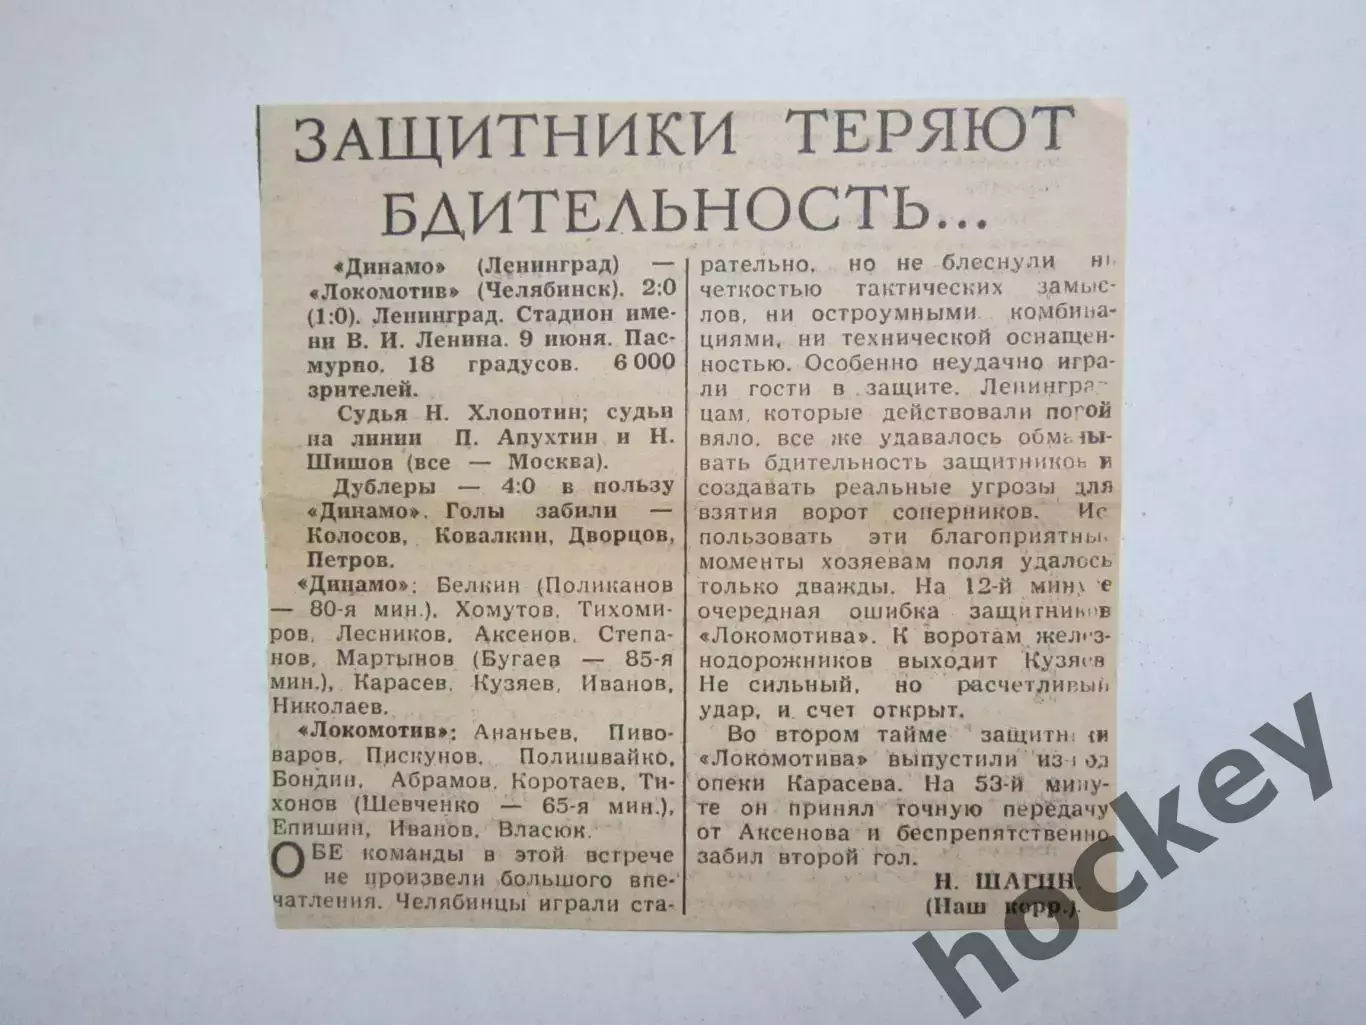 ЗАЩИТНИКИ ТЕРЯЮТ
БДИТЕЛЬНОСТЬ...
«Динамо» (Ленинград) —
«Локомотив» (Челябинск). 2:0
(1:0). Ленинград. Стадион име-
ни В. И. Ленина. 9 июня. Пас-
мурно. 18 градусов. 6 000
зрителей.
Судья Н. Хлопотин; судьи
на линии П. Апухтин и Н.
Шишов (все — Москва).
Дублеры — 4:0 в пользу
«Динамо». Голы забили —
Колосов, Ковалкин, Дворцов,
Петров.
«Динамо»: Белкин (Поликанов
— 80-я мин.), Хомутов, Тихоми-
ров, Лесников, Аксенов, Степа-
нов, Мартынов (Бугаев — 85-я
мин.), Карасев, Кузяев, Иванов,
Николаев.
«Локомотив»: Ананьев, Пиво-
варов, Пискунов, Полишвайко,
Бондин, Абрамов, Коротаев, Ти-
хонов (Шевченко — 65-я мин.),
Епишин, Иванов, Власюк.
ОБЕ команды в этой встрече
не произвели большого впе-
чатления. Челябинцы играли ста-
рательно, но не блеснули ни
четкостью тактических замыс-
лов, ни остроумными комбина-
циями, ни технической оснащен-
ностью. Особенно неудачно игра-
ли гости в защите. Ленинград-
цам, которые действовали порой
вяло, все же удавалось обманы-
вать бдительность защитников и
создавать реальные угрозы для
взятия ворот соперников. Ис
пользовать эти благоприятны
моменты хозяевам поля удалось
только дважды. На 12-й минуте
очередная ошибка защитников
«Локомотива». К воротам желез-
нодорожников выходит Кузяев
Не сильный, но расчетливый
удар, и счет открыт.
Во втором тайме защитники
«Локомотива» выпустили из-под
опеки Карасева. На 53-й мину-
те он принял точную передачу
от Аксенова и беспрепятственно
забил второй гол.
Н. ШАГИН.
(Наш корр.).
hockey